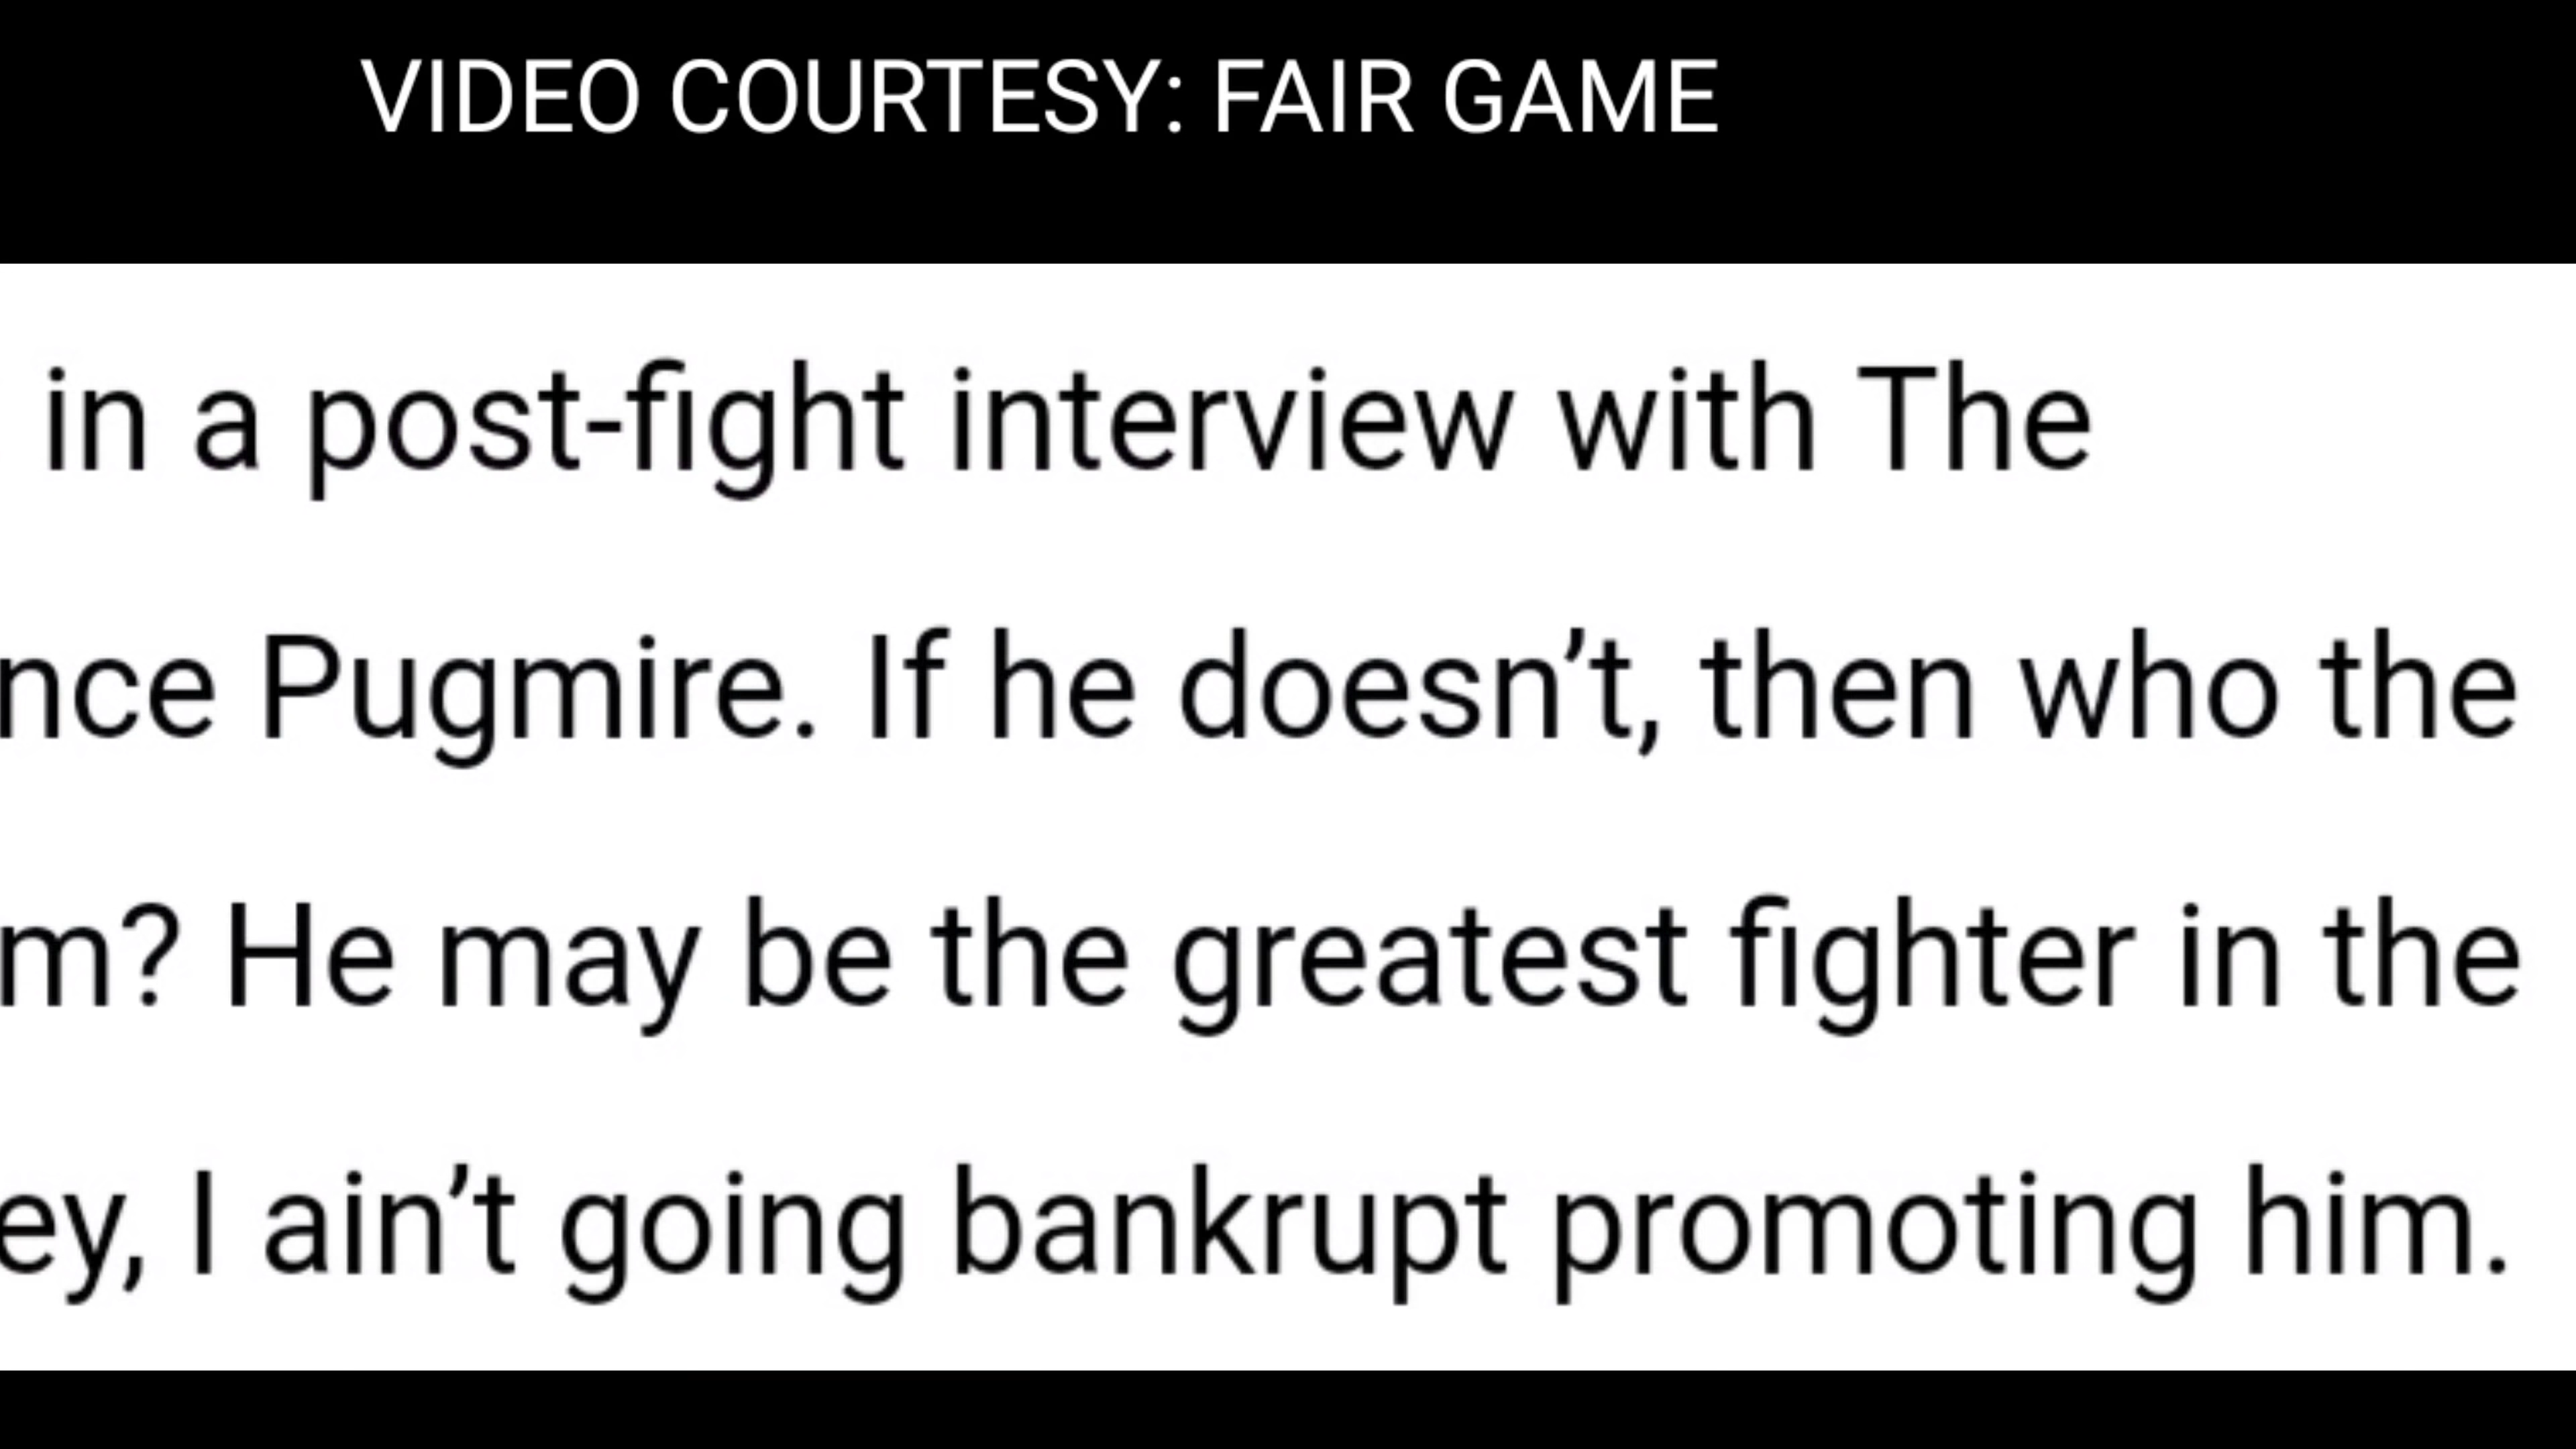 VIDEO COURTESY: FAIR GAME
in a post-fight interview with The
nce Pugmire. If he doesn’t, then who the
m? He may be the greatest fighter in the
ey, I ain’t going bankrupt promoting him.